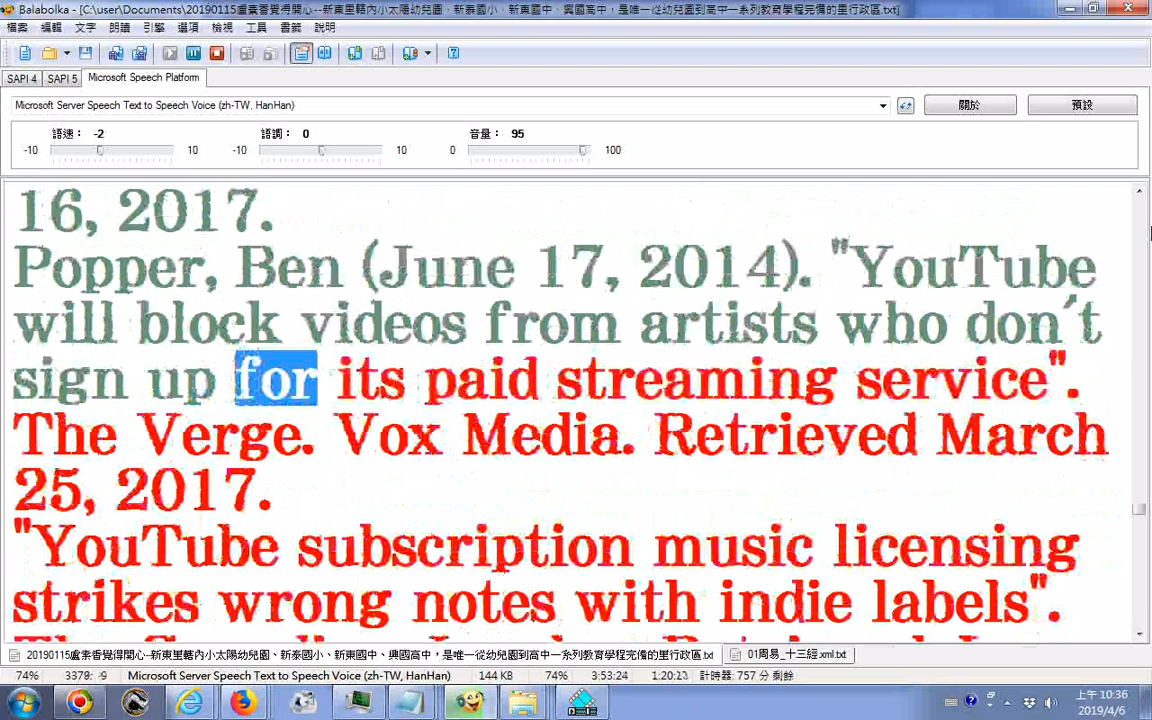 Balabolka - [C:\user\Documents\20190115盧素香覺得開心--新東里轄內小太陽幼兒園、新泰國小、新東國中、興國高中，是唯一從幼兒園到高中一系列教育學程完備的里行政區.txt]
檔案 編輯 文字 朗讀 引擎 選項 檢視 工具 書籤 說明
SAPI 4 SAPI 5 Microsoft Speech Platform
Microsoft Server Speech Text to Speech Voice (zh-TW, HanHan) 關於 預設
語速： -2 語調： 0 音量： 95
-10 10 -10 10 0 100
16, 2017.
Popper, Ben (June 17, 2014). "YouTube
will block videos from artists who don't
sign up for its paid streaming service".
The Verge. Vox Media. Retrieved March
25, 2017.
"YouTube subscription music licensing
strikes wrong notes with indie labels".
20190115盧素香覺得開心--新東里轄內小太陽幼兒園、新泰國小、新東國中、興國高中，是唯一從幼兒園到高中一系列教育學程完備的里行政區.txt 01周易_十三經.xml.txt
74% Microsoft Server Speech Text to Speech Voice (zh-TW, HanHan) 144 KB 74% 3:53:24 計時器： 757 分 剩餘
上午 10:36
2019/4/6